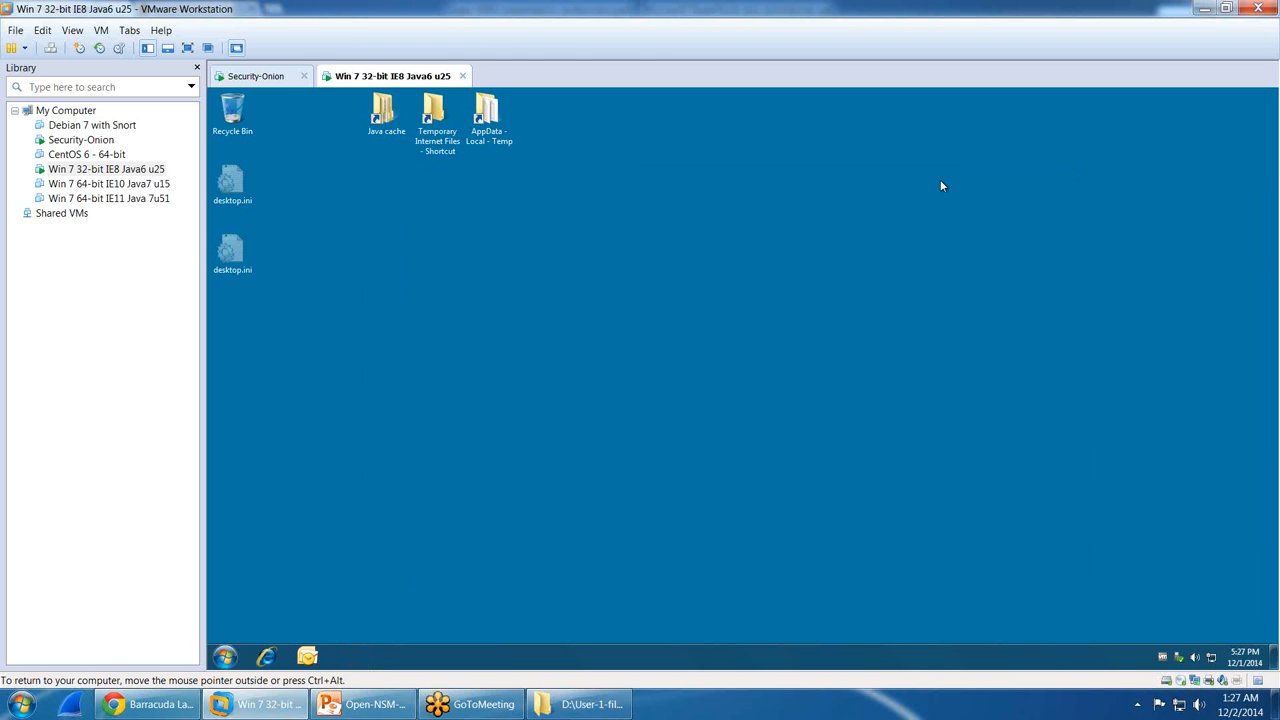 Win 7 32-bit IE8 Java6 u25 - VMware Workstation
File Edit View VM Tabs Help
Library
Type here to search
My Computer
Debian 7 with Snort
Security-Onion
CentOS 6 - 64-bit
Win 7 32-bit IE8 Java6 u25
Win 7 64-bit IE10 Java7 u15
Win 7 64-bit IE11 Java 7u51
Shared VMs
Security-Onion
Win 7 32-bit IE8 Java6 u25
Recycle Bin
Java cache
Temporary
Internet Files
- Shortcut
AppData -
Local - Temp
desktop.ini
desktop.ini
5:27 PM
12/1/2014
To return to your computer, move the mouse pointer outside or press Ctrl+Alt.
Barracuda La...
Win 7 32-bit ...
Open-NSM-...
GoToMeeting
D:\User-1-fil...
1:27 AM
12/2/2014